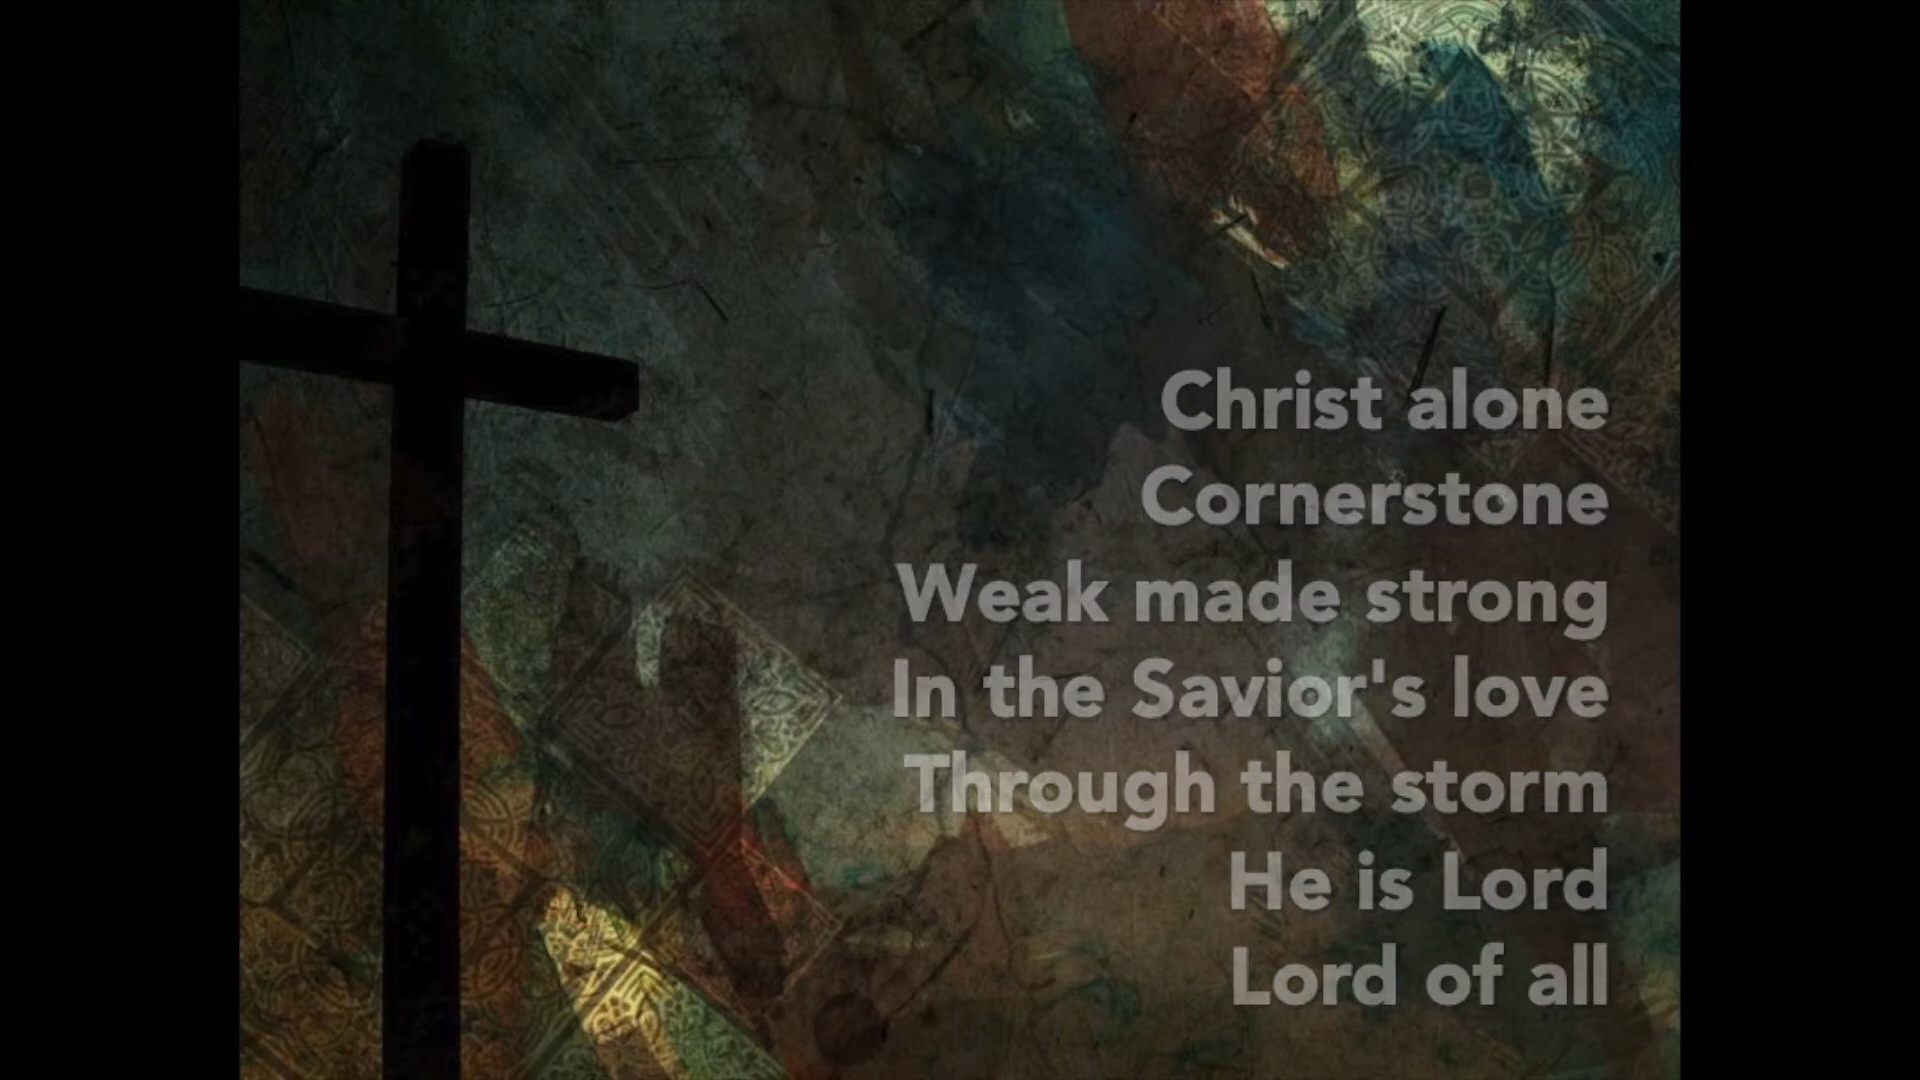 Christ alone
Cornerstone
Weak made strong
In the Savior's love
Through the storm
He is Lord
Lord of all